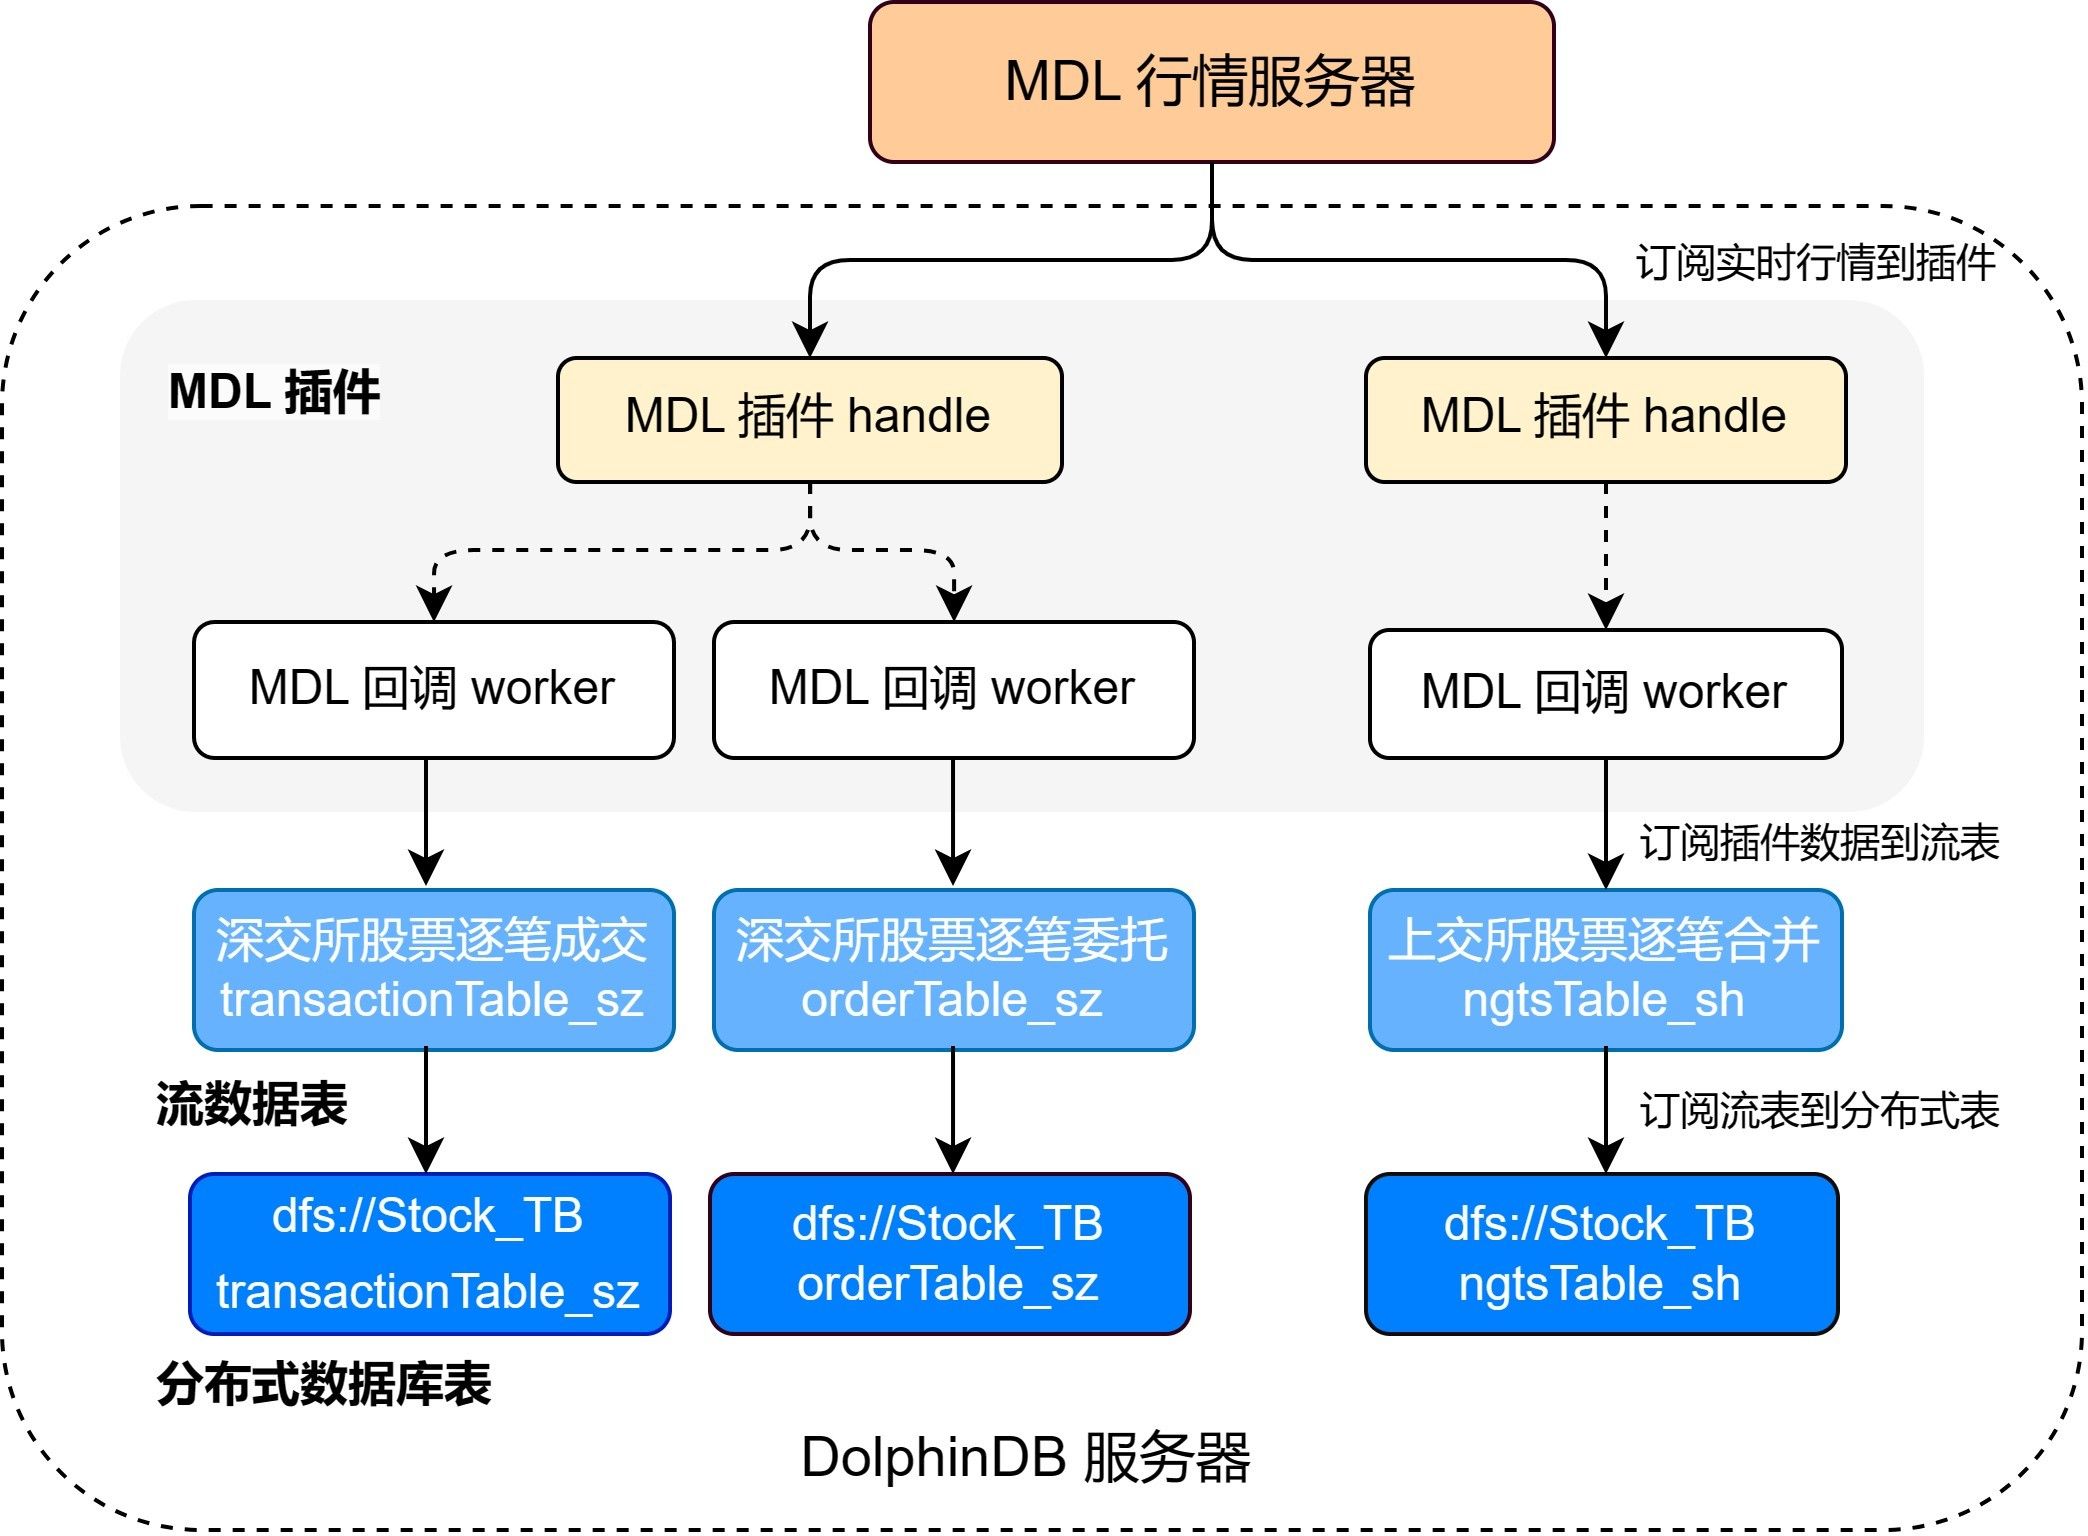 MDL 行情服务器
订阅实时行情到插件
MDL 插件
MDL 插件 handle
MDL 插件 handle
MDL 回调 worker
MDL 回调 worker
MDL 回调 worker
订阅插件数据到流表
深交所股票逐笔成交
transactionTable_sz
深交所股票逐笔委托
orderTable_sz
上交所股票逐笔合并
ngtsTable_sh
流数据表
订阅流表到分布式表
dfs://Stock_TB
transactionTable_sz
dfs://Stock_TB
orderTable_sz
dfs://Stock_TB
ngtsTable_sh
分布式数据库表
DolphinDB 服务器